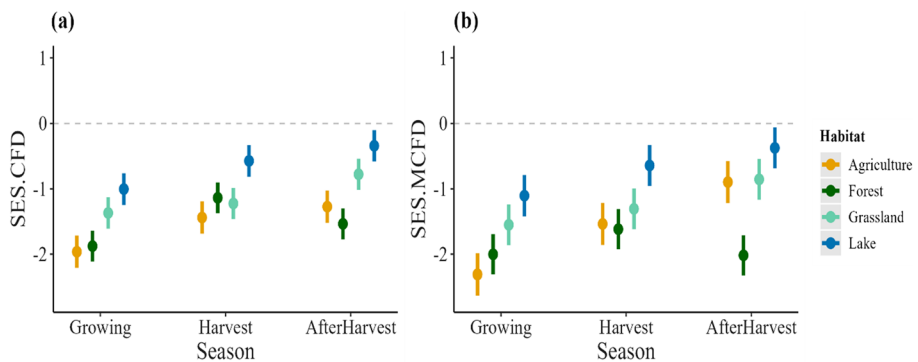 (a)
1
0
-1
-2
SES.CFD
Growing Harvest AfterHarvest
Season
(b)
1
0
-1
-2
SES.MCFD
Growing Harvest AfterHarvest
Season
Habitat
Agriculture
Forest
Grassland
Lake